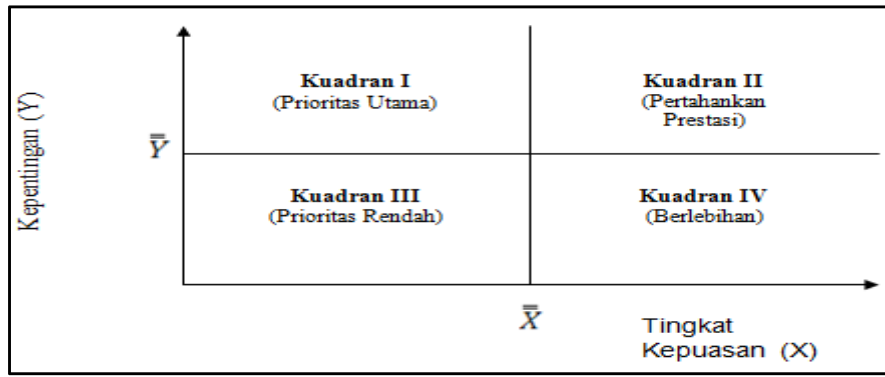 Kepentingan (Y)
Kuadran I
(Prioritas Utama)
Kuadran II
(Pertahankan
Prestasi)
Y̿
Kuadran III
(Prioritas Rendah)
Kuadran IV
(Berlebihan)
X̿
Tingkat
Kepuasan (X)